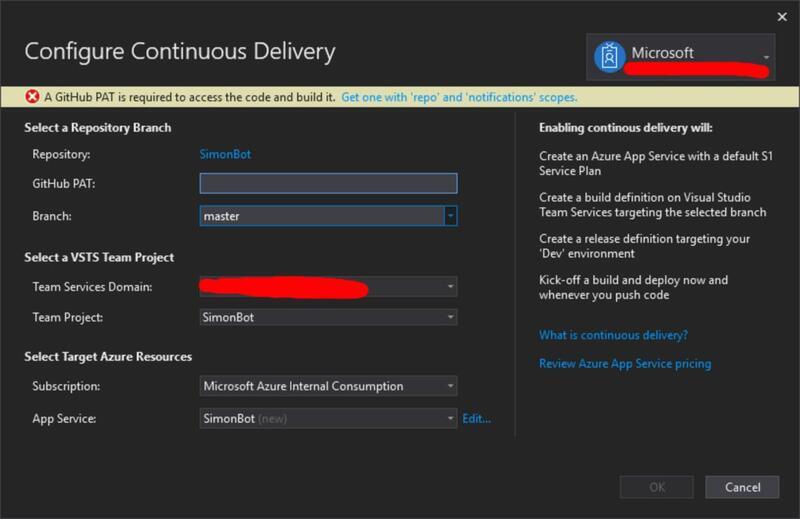 Configure Continuous Delivery
Microsoft
A GitHub PAT is required to access the code and build it. Get one with 'repo' and 'notifications' scopes.
Select a Repository Branch
Repository: SimonBot
GitHub PAT:
Branch: master
Select a VSTS Team Project
Team Services Domain:
Team Project: SimonBot
Select Target Azure Resources
Subscription: Microsoft Azure Internal Consumption
App Service: SimonBot (new) Edit...
Enabling continous delivery will:
Create an Azure App Service with a default S1
Service Plan
Create a build definition on Visual Studio
Team Services targeting the selected branch
Create a release definition targeting your
'Dev' environment
Kick-off a build and deploy now and
whenever you push code
What is continuous delivery?
Review Azure App Service pricing
OK Cancel